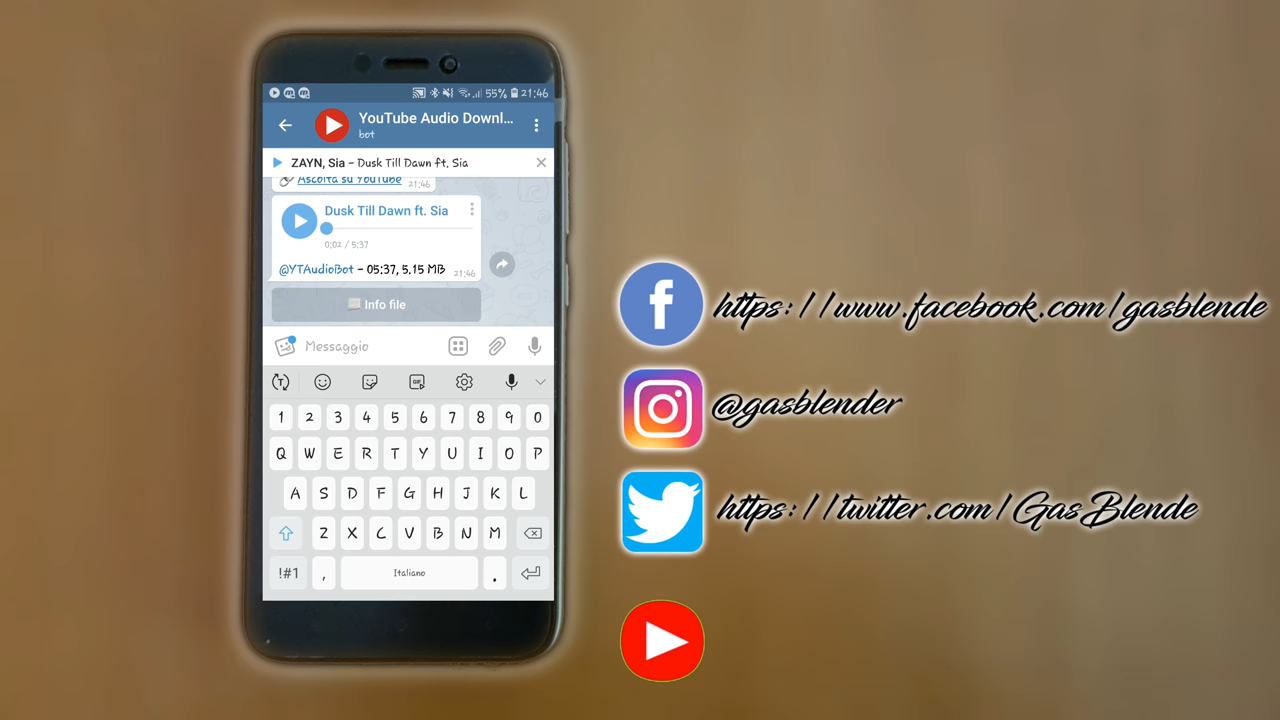 55% 21:46
YouTube Audio Downl...
bot
ZAYN, Sia – Dusk Till Dawn ft. Sia
Ascolta su YouTube 21:46
Dusk Till Dawn ft. Sia
0:02 / 5:37
@YTAudioBot – 05:37, 5.15 MB 21:46
Info file
Messaggio
GIF
1 2 3 4 5 6 7 8 9 0
Q W E R T Y U I O P
A S D F G H J K L
Z X C V B N M
!#1 , Italiano .
https://www.facebook.com/gasblende
@gasblender
https://twitter.com/GasBlende